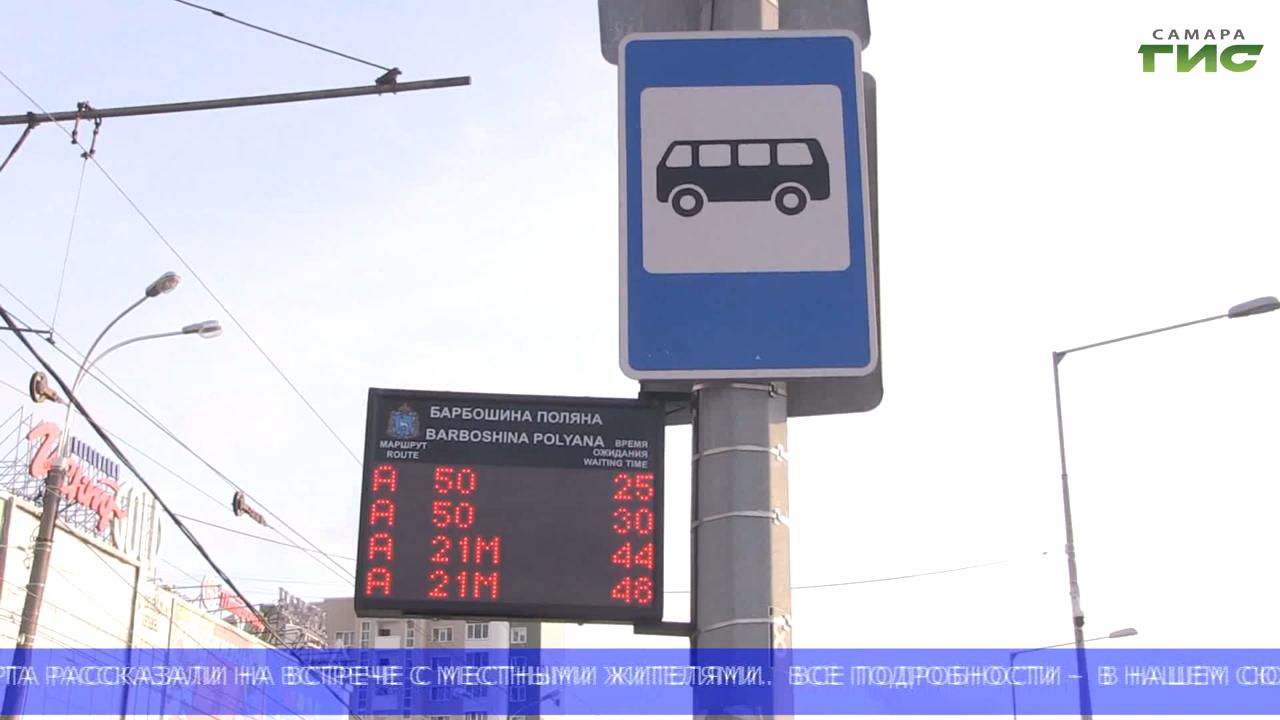 САМАРА
ГИС
БАРБОШИНА ПОЛЯНА
BARBOSHINA POLYANA
МАРШРУТ
ROUTE
ВРЕМЯ
ОЖИДАНИЯ
WAITING TIME
А 50 25
А 50 30
А 21М 44
А 21М 48
РАССКАЗАЛИ НА ВСТРЕЧЕ С МЕСТНЫМИ ЖИТЕЛЯМИ. ВСЕ ПОДРОБНОСТИ – В НАШЕМ